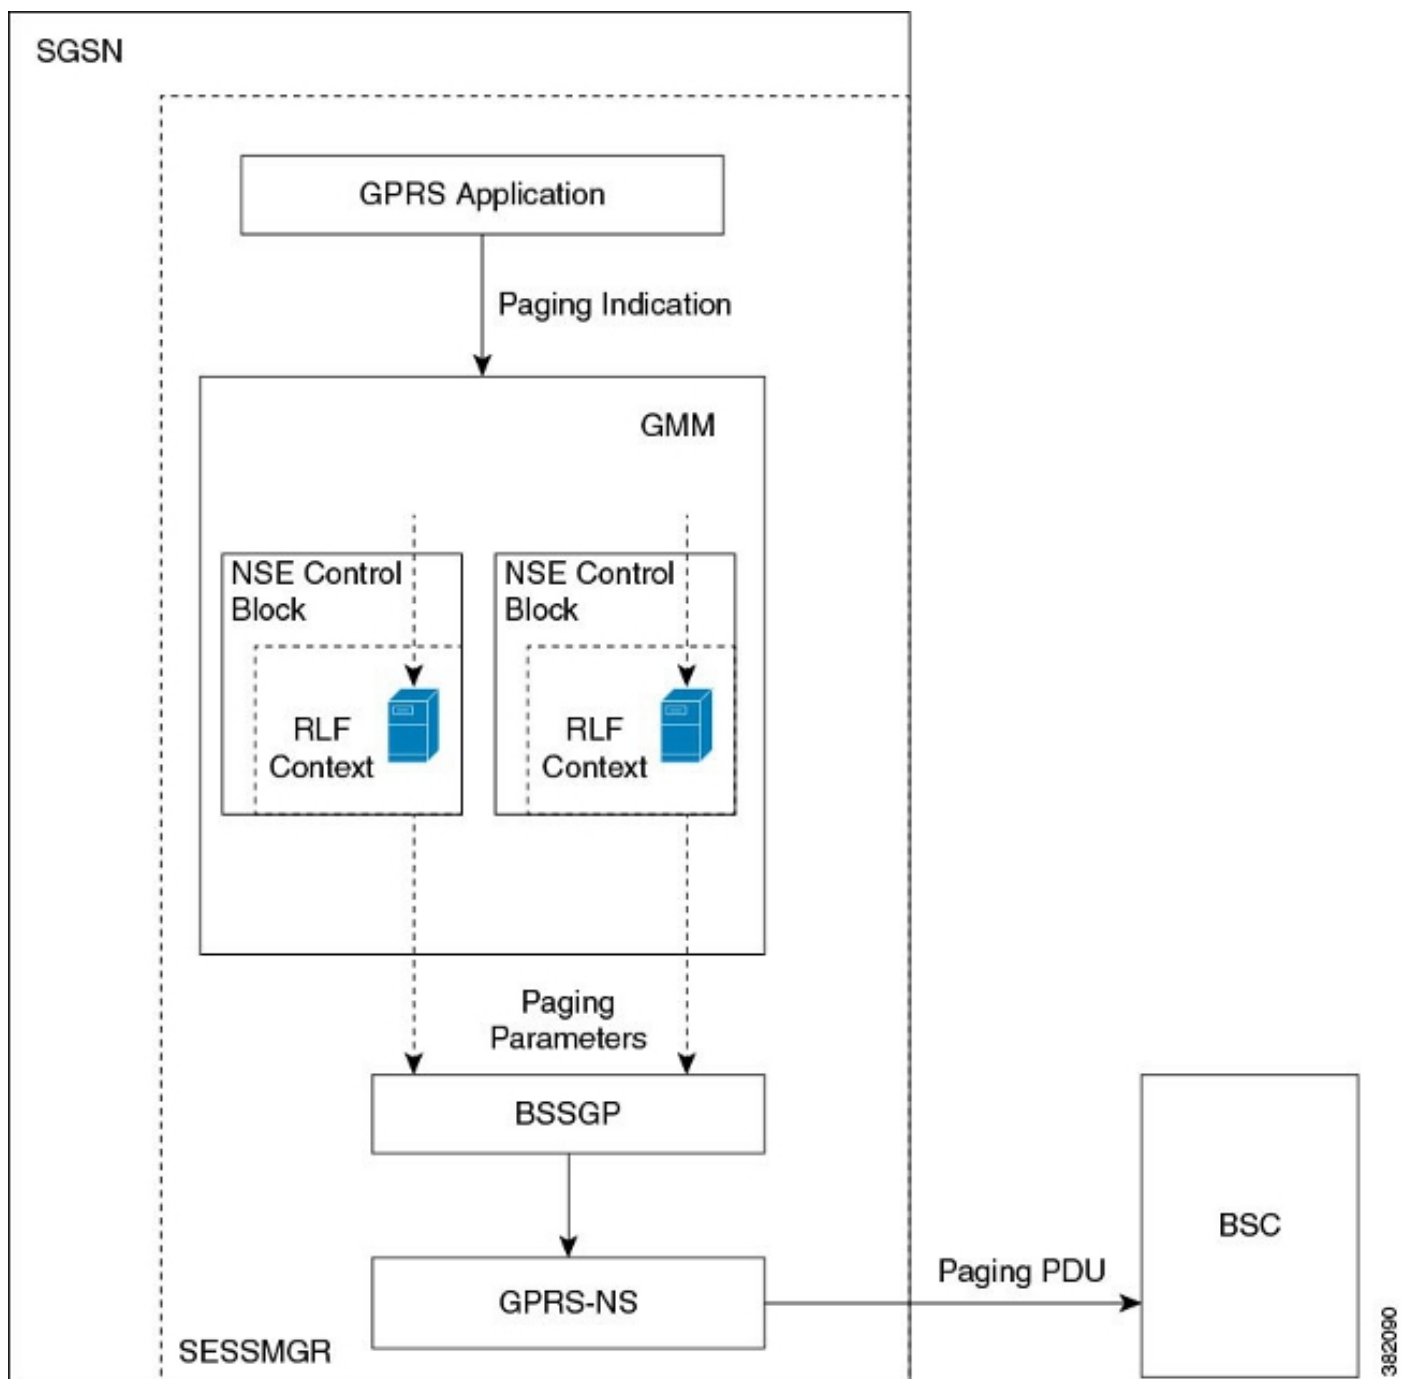 SGSN
GPRS Application
Paging Indication
GMM
NSE Control
Block
NSE Control
Block
RLF
Context
RLF
Context
Paging
Parameters
BSSGP
BSC
Paging PDU
GPRS-NS
SESSMGR
382090